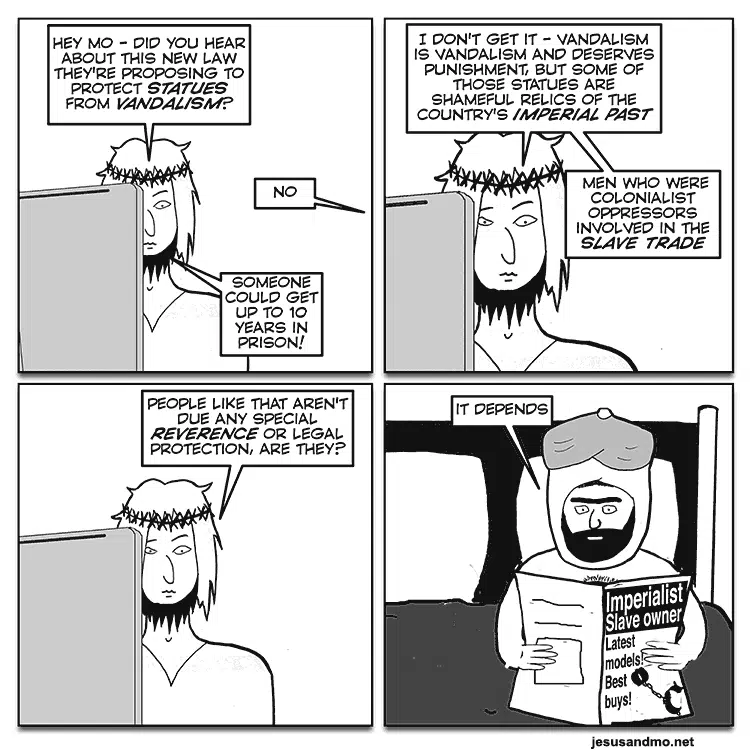 HEY MO - DID YOU HEAR
ABOUT THIS NEW LAW
THEY'RE PROPOSING TO
PROTECT STATUES
FROM VANDALISM?
NO
SOMEONE
COULD GET
UP TO 10
YEARS IN
PRISON!
I DON'T GET IT - VANDALISM
IS VANDALISM AND DESERVES
PUNISHMENT, BUT SOME OF
THOSE STATUES ARE
SHAMEFUL RELICS OF THE
COUNTRY'S IMPERIAL PAST
MEN WHO WERE
COLONIALIST
OPPRESSORS
INVOLVED IN THE
SLAVE TRADE
PEOPLE LIKE THAT AREN'T
DUE ANY SPECIAL
REVERENCE OR LEGAL
PROTECTION, ARE THEY?
IT DEPENDS
Imperialist
Slave owner
Latest
models!
Best
buys!
jesusandmo.net